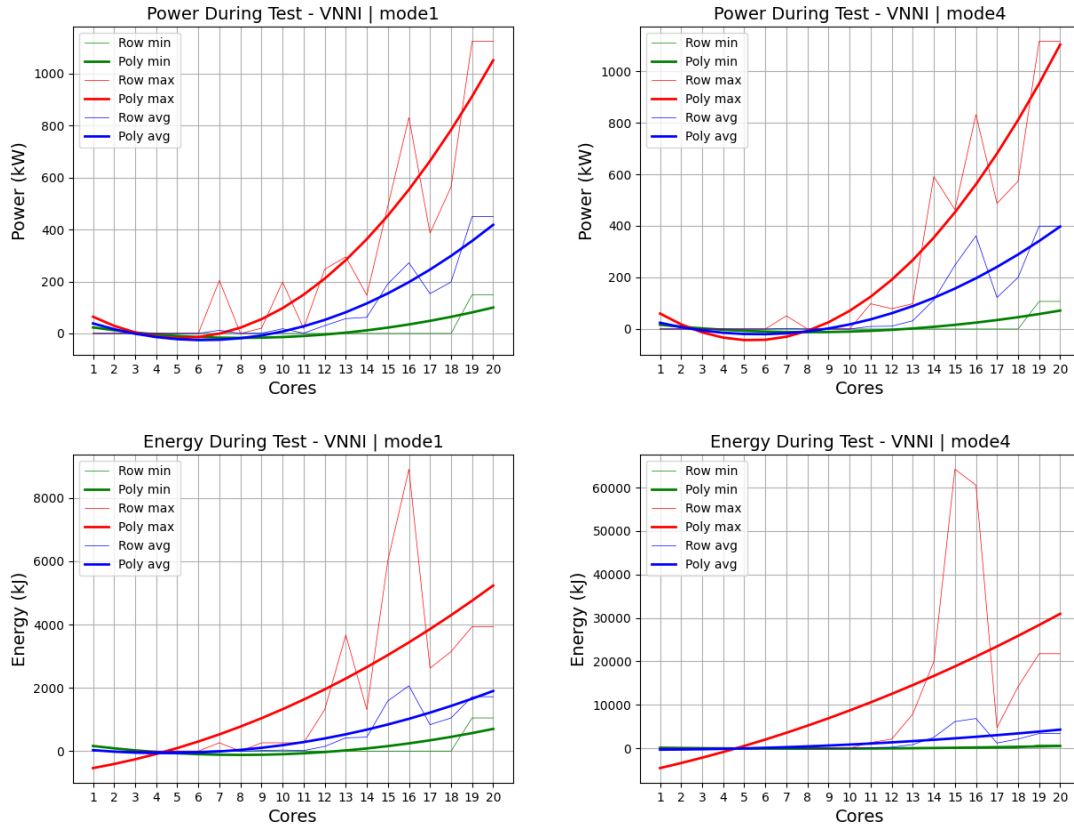 Power During Test - VNNI | mode1
Power (kW)
1000
800
600
400
200
0
Row min
Poly min
Row max
Poly max
Row avg
Poly avg
1 2 3 4 5 6 7 8 9 10 11 12 13 14 15 16 17 18 19 20
Cores
Power During Test - VNNI | mode4
Power (kW)
1000
800
600
400
200
0
Row min
Poly min
Row max
Poly max
Row avg
Poly avg
1 2 3 4 5 6 7 8 9 10 11 12 13 14 15 16 17 18 19 20
Cores
Energy During Test - VNNI | mode1
Energy (kJ)
8000
6000
4000
2000
0
Row min
Poly min
Row max
Poly max
Row avg
Poly avg
1 2 3 4 5 6 7 8 9 10 11 12 13 14 15 16 17 18 19 20
Cores
Energy During Test - VNNI | mode4
Energy (kJ)
60000
50000
40000
30000
20000
10000
0
Row min
Poly min
Row max
Poly max
Row avg
Poly avg
1 2 3 4 5 6 7 8 9 10 11 12 13 14 15 16 17 18 19 20
Cores